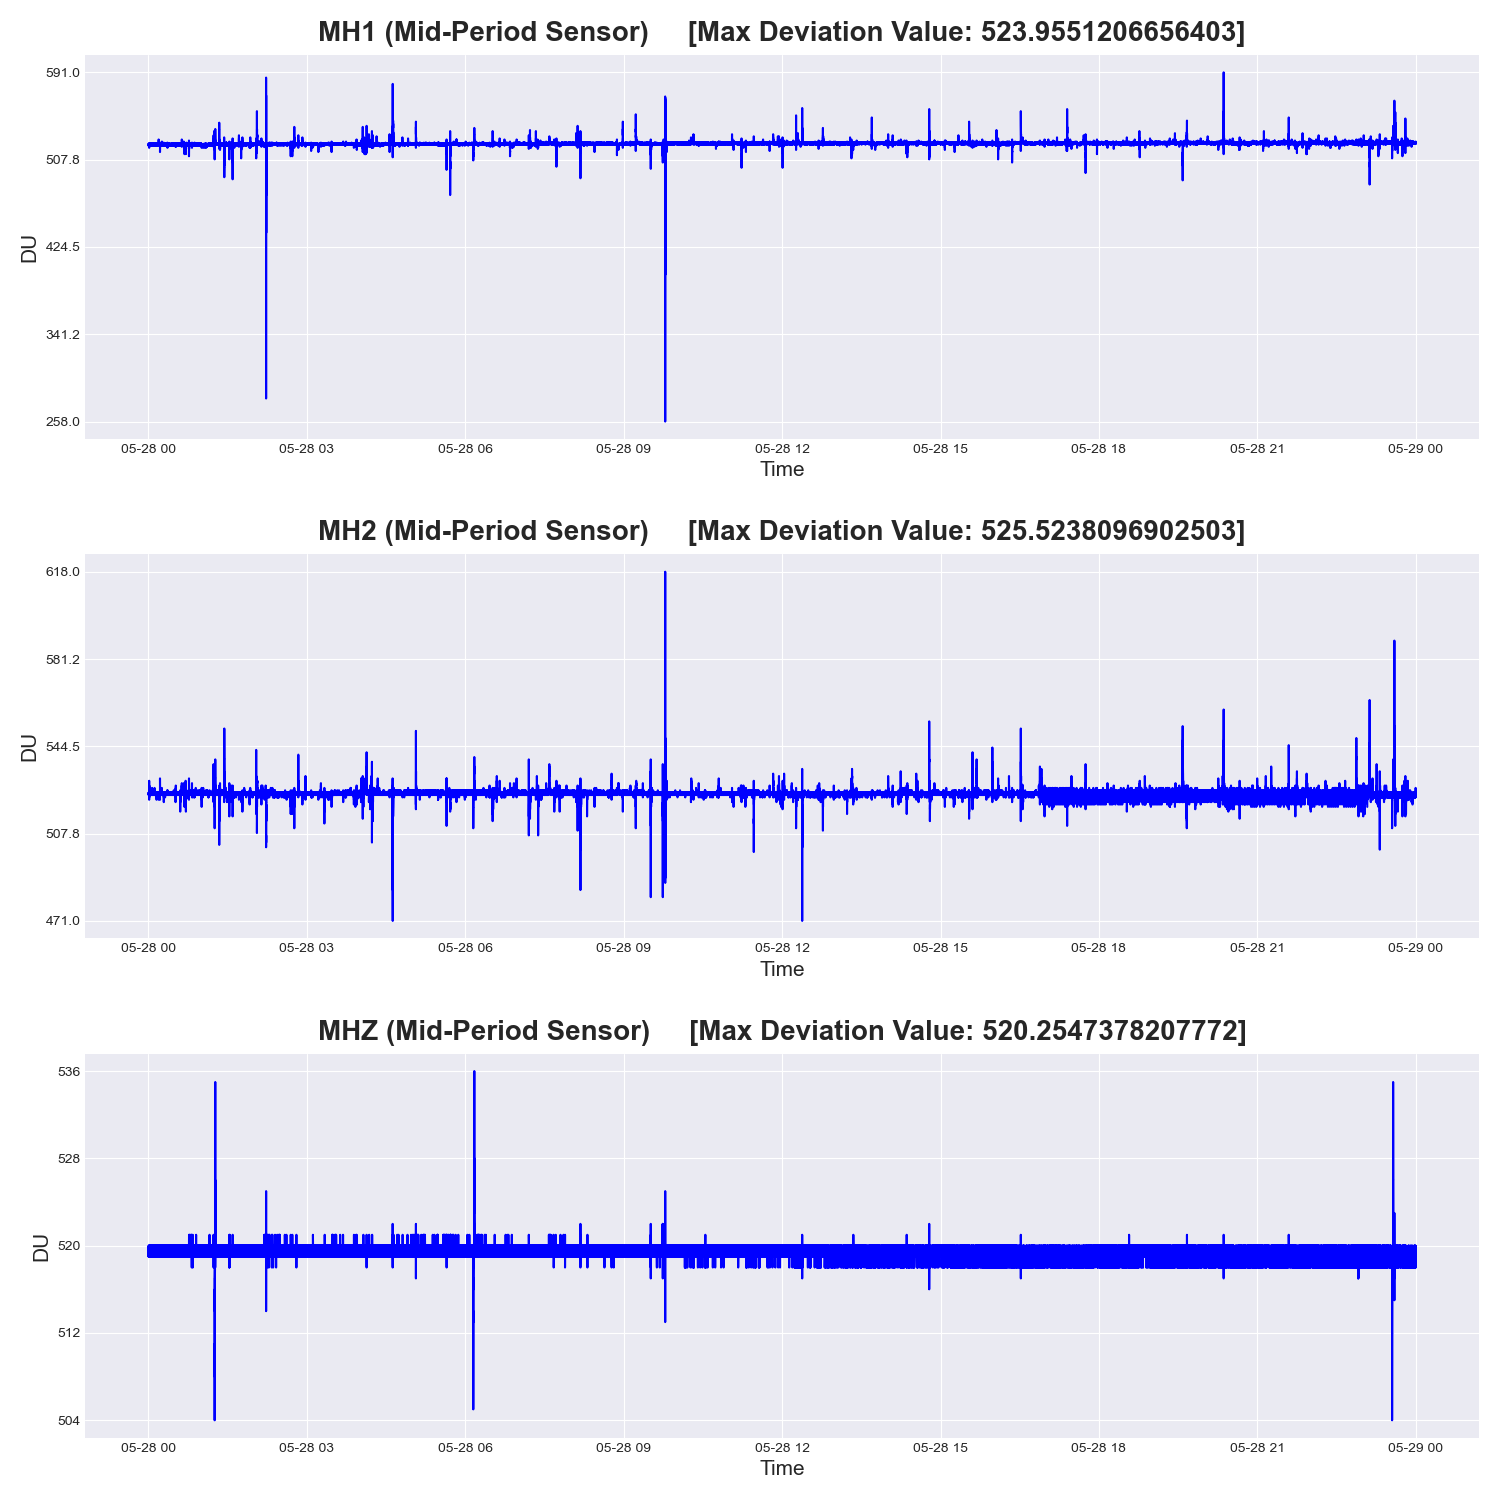 MH1 (Mid-Period Sensor) [Max Deviation Value: 523.9551206656403]
591.0
507.8
424.5
341.2
258.0
DU
05-28 00 05-28 03 05-28 06 05-28 09 05-28 12 05-28 15 05-28 18 05-28 21 05-29 00
Time
MH2 (Mid-Period Sensor) [Max Deviation Value: 525.5238096902503]
618.0
581.2
544.5
507.8
471.0
DU
05-28 00 05-28 03 05-28 06 05-28 09 05-28 12 05-28 15 05-28 18 05-28 21 05-29 00
Time
MHZ (Mid-Period Sensor) [Max Deviation Value: 520.2547378207772]
536
528
520
512
504
DU
05-28 00 05-28 03 05-28 06 05-28 09 05-28 12 05-28 15 05-28 18 05-28 21 05-29 00
Time